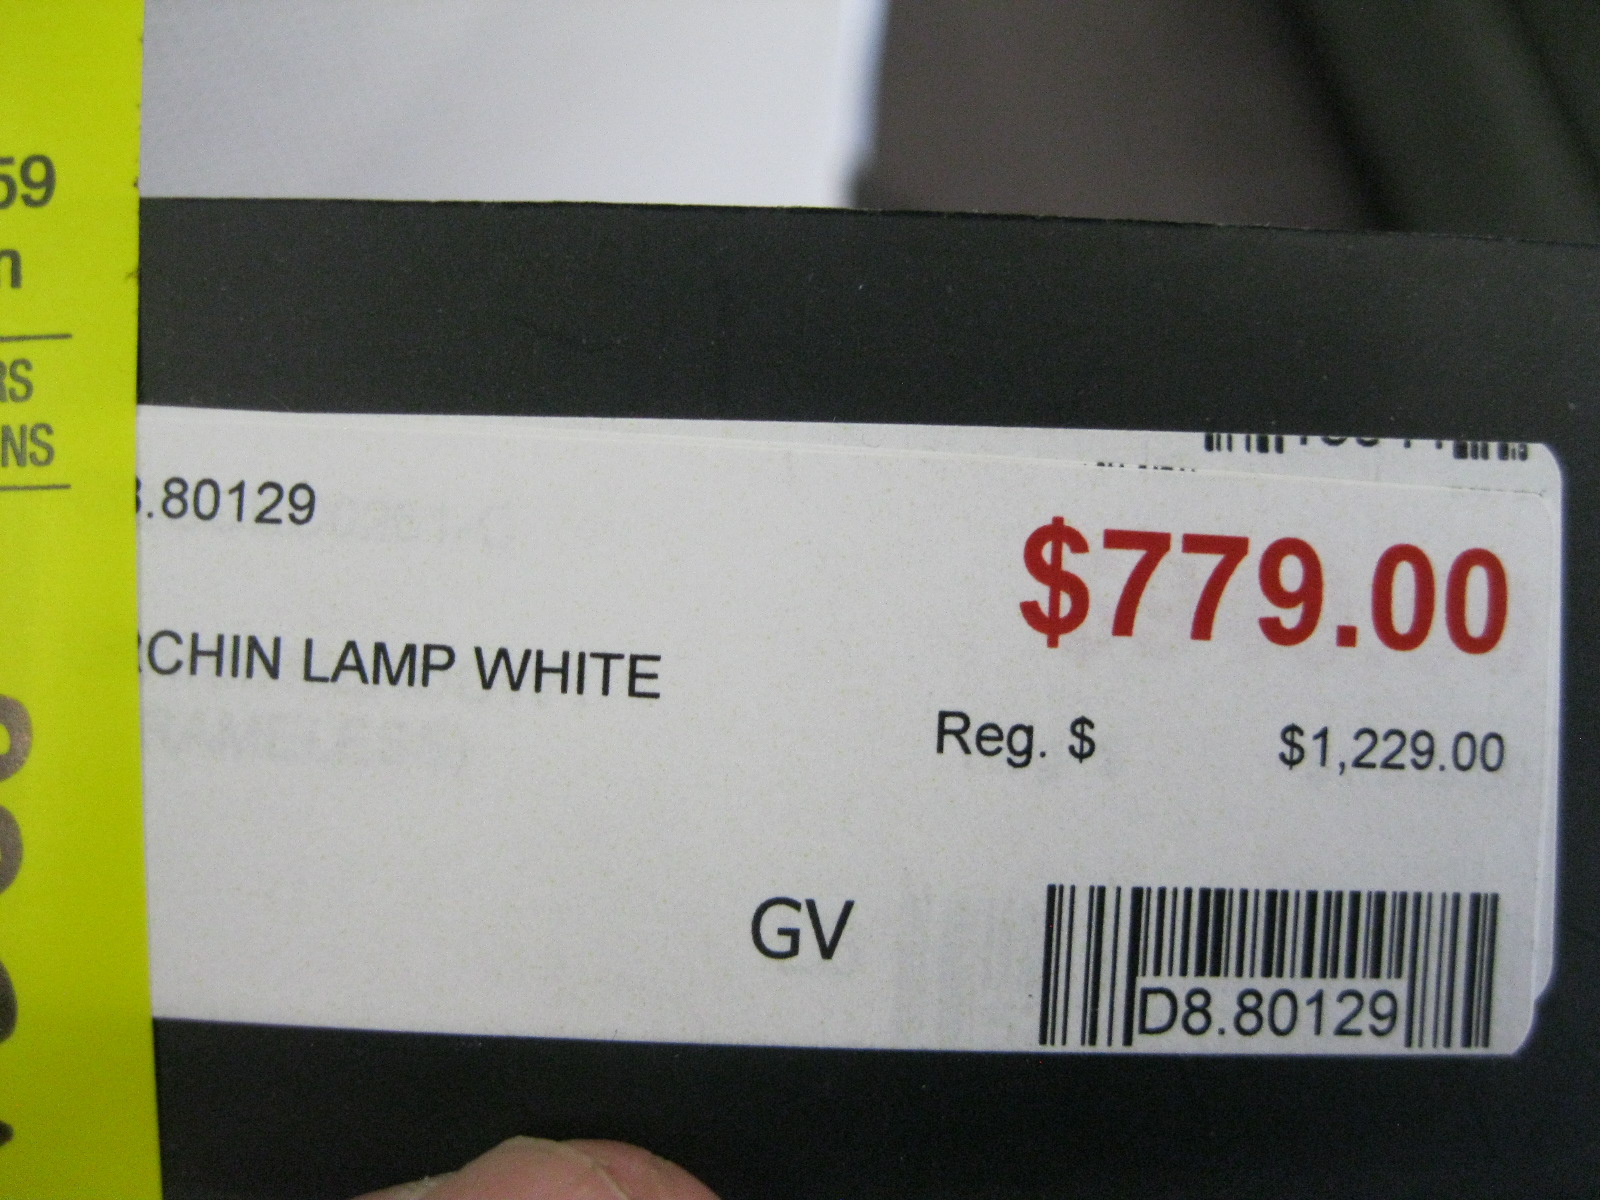 59
RS
NS
.80129
$779.00
CHIN LAMP WHITE
Reg. $ $1,229.00
GV
D8.80129